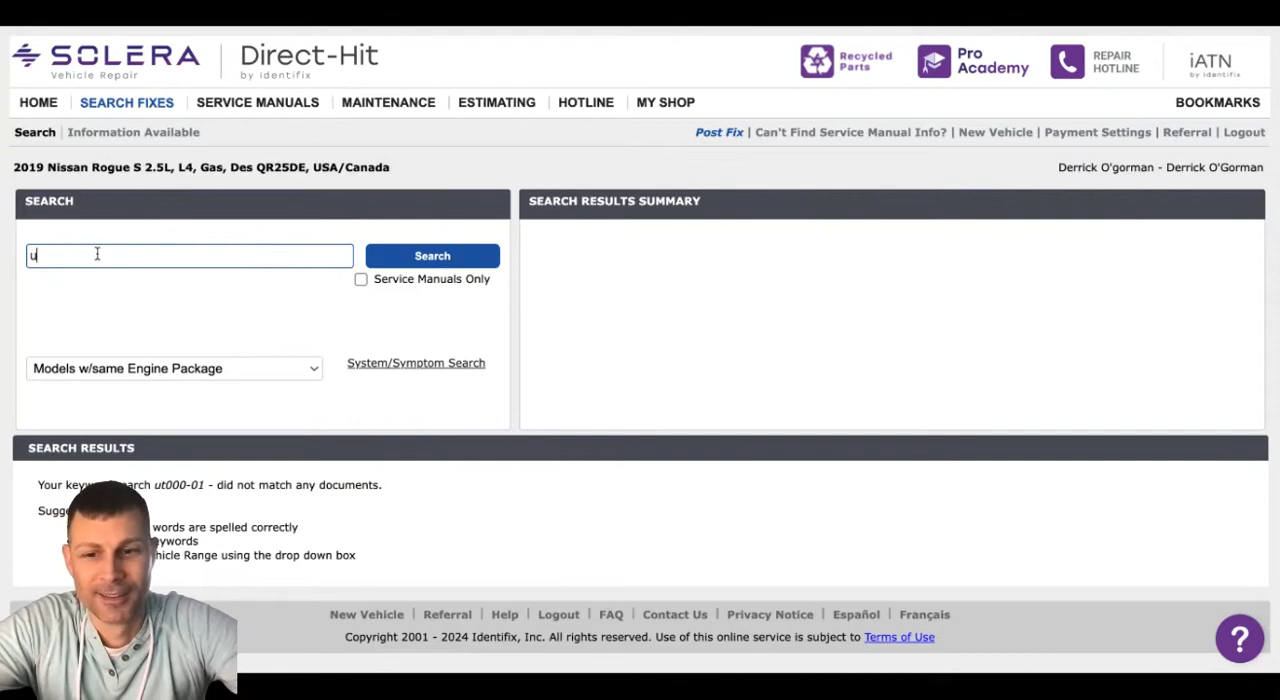 SOLERA
Vehicle Repair
Direct-Hit
by Identifix
Recycled
Parts
Pro
Academy
REPAIR
HOTLINE
iATN
by identifix
HOME
SEARCH FIXES
SERVICE MANUALS
MAINTENANCE
ESTIMATING
HOTLINE
MY SHOP
BOOKMARKS
Search
Information Available
Post Fix | Can't Find Service Manual Info? | New Vehicle | Payment Settings | Referral | Logout
2019 Nissan Rogue S 2.5L, L4, Gas, Des QR25DE, USA/Canada
Derrick O'gorman - Derrick O'Gorman
SEARCH
SEARCH RESULTS SUMMARY
u
Search
Service Manuals Only
Models w/same Engine Package
System/Symptom Search
SEARCH RESULTS
Your key search ut000-01 - did not match any documents.
Sugg
words are spelled correctly
eywords
hicle Range using the drop down box
New Vehicle | Referral | Help | Logout | FAQ | Contact Us | Privacy Notice | Español | Français
Copyright 2001 - 2024 Identifix, Inc. All rights reserved. Use of this online service is subject to Terms of Use
?